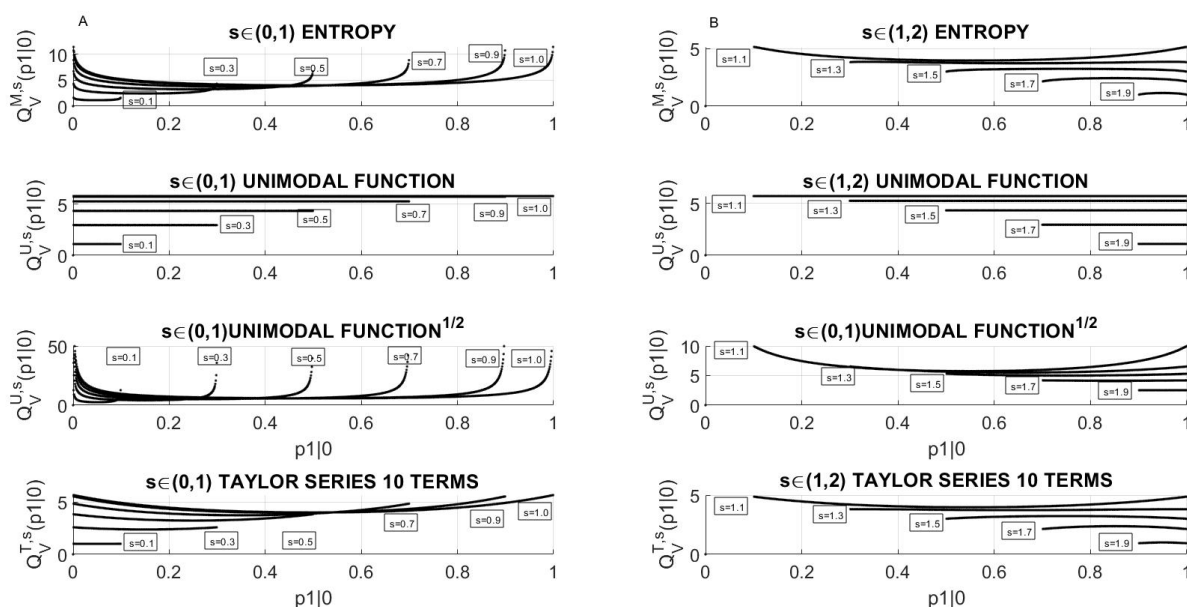 A
s∈(0,1) ENTROPY
Q_V^{M,s}(p1|0)
10
5
0
s=0.1
s=0.3
s=0.5
s=0.7
s=0.9
s=1.0
0 0.2 0.4 0.6 0.8 1
s∈(0,1) UNIMODAL FUNCTION
Q_V^{U,s}(p1|0)
5
0
s=0.1
s=0.3
s=0.5
s=0.7
s=0.9
s=1.0
0 0.2 0.4 0.6 0.8 1
s∈(0,1)UNIMODAL FUNCTION^{1/2}
Q_V^{U,s}(p1|0)
50
0
s=0.1
s=0.3
s=0.5
s=0.7
s=0.9
s=1.0
0 0.2 0.4 0.6 0.8 1
p1|0
s∈(0,1) TAYLOR SERIES 10 TERMS
Q_V^{T,s}(p1|0)
5
0
s=0.1
s=0.3
s=0.5
s=0.7
s=0.9
s=1.0
0 0.2 0.4 0.6 0.8 1
p1|0
B
s∈(1,2) ENTROPY
Q_V^{M,s}(p1|0)
5
0
s=1.1
s=1.3
s=1.5
s=1.7
s=1.9
0 0.2 0.4 0.6 0.8 1
s∈(1,2) UNIMODAL FUNCTION
Q_V^{U,s}(p1|0)
5
0
s=1.1
s=1.3
s=1.5
s=1.7
s=1.9
0 0.2 0.4 0.6 0.8 1
s∈(0,1)UNIMODAL FUNCTION^{1/2}
Q_V^{U,s}(p1|0)
10
5
0
s=1.1
s=1.3
s=1.5
s=1.7
s=1.9
0 0.2 0.4 0.6 0.8 1
p1|0
s∈(1,2) TAYLOR SERIES 10 TERMS
Q_V^{T,s}(p1|0)
5
0
s=1.1
s=1.3
s=1.5
s=1.7
s=1.9
0 0.2 0.4 0.6 0.8 1
p1|0